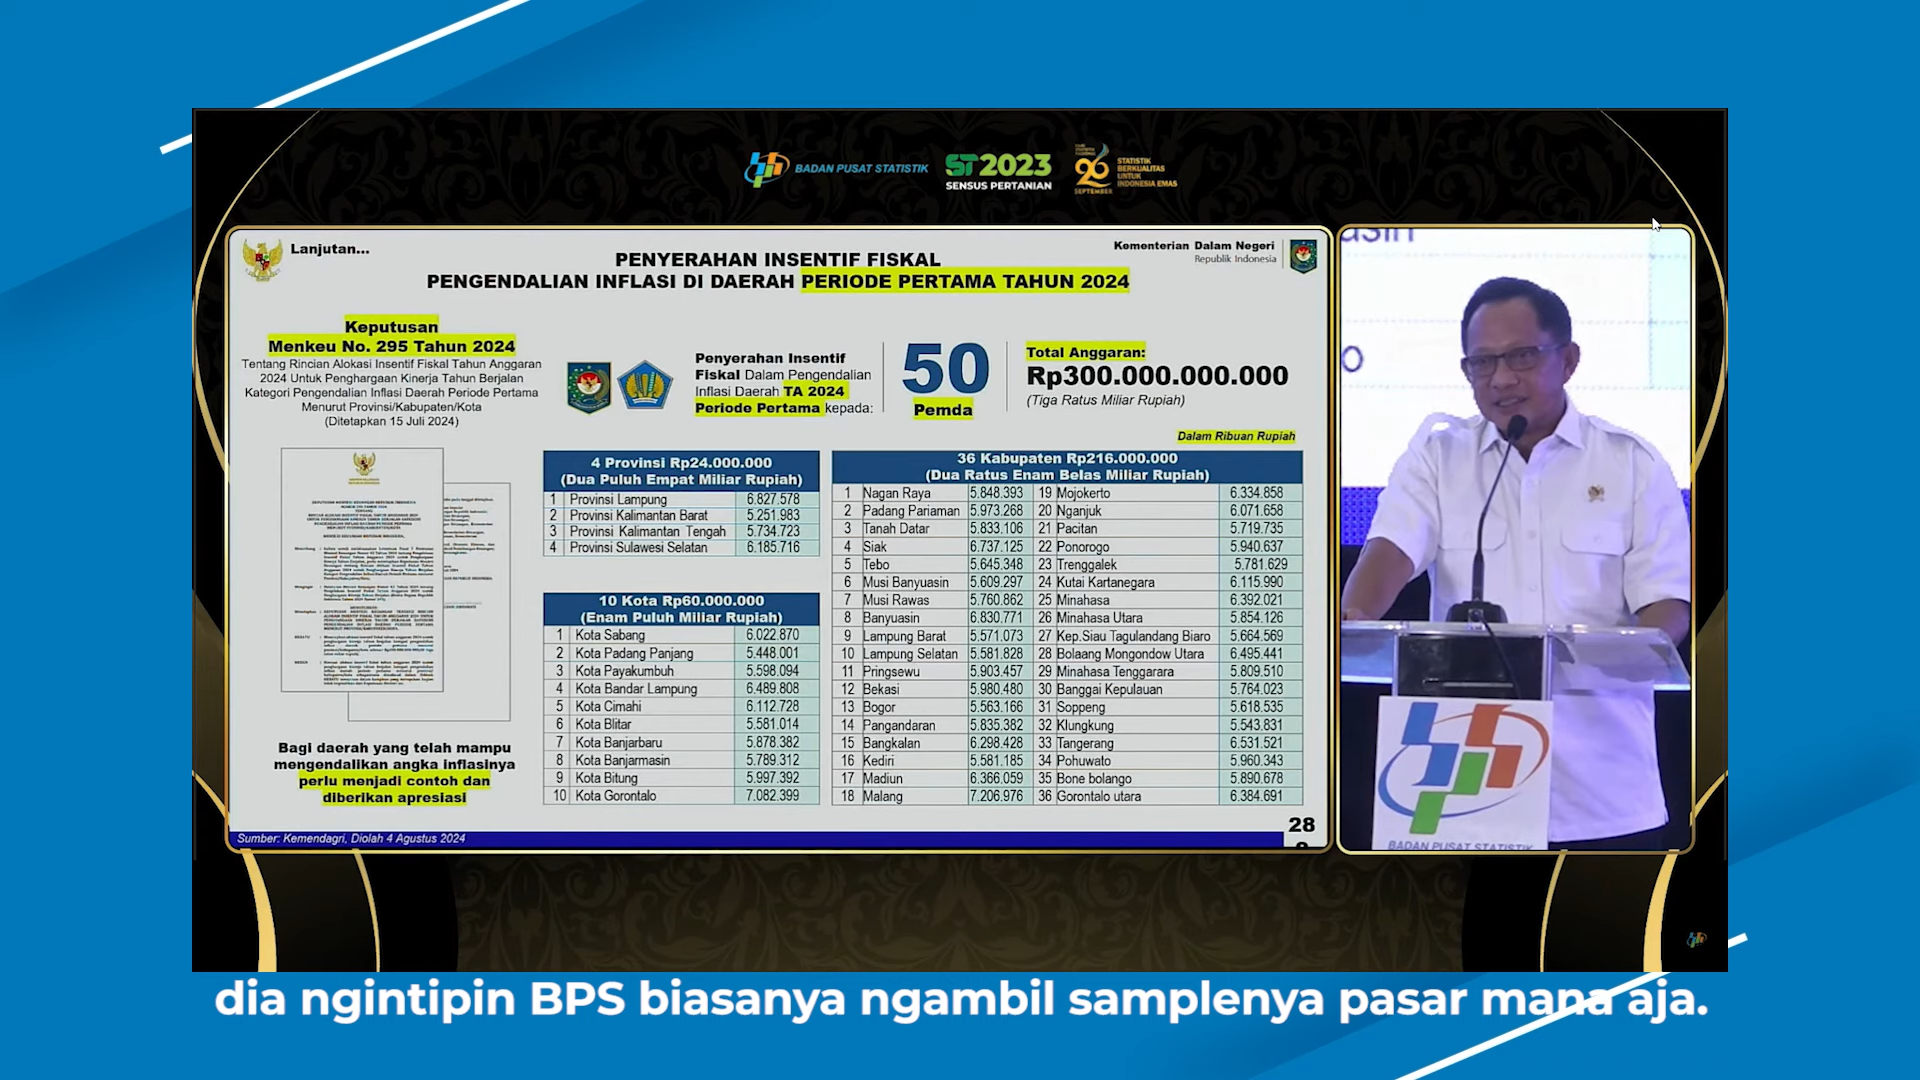 BADAN PUSAT STATISTIK
ST2023
SENSUS PERTANIAN
26
SEPTEMBER
STATISTIK
BERKUALITAS
UNTUK
INDONESIA EMAS
Lanjutan...
Kementerian Dalam Negeri
Republik Indonesia
PENYERAHAN INSENTIF FISKAL
PENGENDALIAN INFLASI DI DAERAH PERIODE PERTAMA TAHUN 2024
Keputusan
Menkeu No. 295 Tahun 2024
Tentang Rincian Alokasi Insentif Fiskal Tahun Anggaran
2024 Untuk Penghargaan Kinerja Tahun Berjalan
Kategori Pengendalian Inflasi Daerah Periode Pertama
Menurut Provinsi/Kabupaten/Kota
(Ditetapkan 15 Juli 2024)
Penyerahan Insentif
Fiskal Dalam Pengendalian
Inflasi Daerah TA 2024
Periode Pertama kepada:
50
Pemda
Total Anggaran:
Rp300.000.000.000
(Tiga Ratus Miliar Rupiah)
Dalam Ribuan Rupiah
4 Provinsi Rp24.000.000
(Dua Puluh Empat Miliar Rupiah)
1 Provinsi Lampung 6.827.578
2 Provinsi Kalimantan Barat 5.251.983
3 Provinsi Kalimantan Tengah 5.734.723
4 Provinsi Sulawesi Selatan 6.185.716
10 Kota Rp60.000.000
(Enam Puluh Miliar Rupiah)
1 Kota Sabang 6.022.870
2 Kota Padang Panjang 5.448.001
3 Kota Payakumbuh 5.598.094
4 Kota Bandar Lampung 6.489.808
5 Kota Cimahi 6.112.728
6 Kota Blitar 5.581.014
7 Kota Banjarbaru 5.878.382
8 Kota Banjarmasin 5.789.312
9 Kota Bitung 5.997.392
10 Kota Gorontalo 7.082.399
36 Kabupaten Rp216.000.000
(Dua Ratus Enam Belas Miliar Rupiah)
1 Nagan Raya 5.848.393 19 Mojokerto 6.334.858
2 Padang Pariaman 5.973.268 20 Nganjuk 6.071.658
3 Tanah Datar 5.833.106 21 Pacitan 5.719.735
4 Siak 6.737.125 22 Ponorogo 5.940.637
5 Tebo 5.645.348 23 Trenggalek 5.781.629
6 Musi Banyuasin 5.609.297 24 Kutai Kartanegara 6.115.990
7 Musi Rawas 5.760.862 25 Minahasa 6.392.021
8 Banyuasin 6.830.771 26 Minahasa Utara 5.854.126
9 Lampung Barat 5.571.073 27 Kep.Siau Tagulandang Biaro 5.664.569
10 Lampung Selatan 5.581.828 28 Bolaang Mongondow Utara 6.495.441
11 Pringsewu 5.903.457 29 Minahasa Tenggarara 5.809.510
12 Bekasi 5.980.480 30 Banggai Kepulauan 5.764.023
13 Bogor 5.563.166 31 Soppeng 5.618.535
14 Pangandaran 5.835.382 32 Klungkung 5.543.831
15 Bangkalan 6.298.428 33 Tangerang 6.531.521
16 Kediri 5.581.185 34 Pohuwato 5.960.343
17 Madiun 6.366.059 35 Bone bolango 5.890.678
18 Malang 7.206.976 36 Gorontalo utara 6.384.691
Bagi daerah yang telah mampu
mengendalikan angka inflasinya
perlu menjadi contoh dan
diberikan apresiasi
Sumber: Kemendagri, Diolah 4 Agustus 2024
28
BADAN PUSAT STATISTIK
dia ngintipin BPS biasanya ngambil samplenya pasar mana aja.